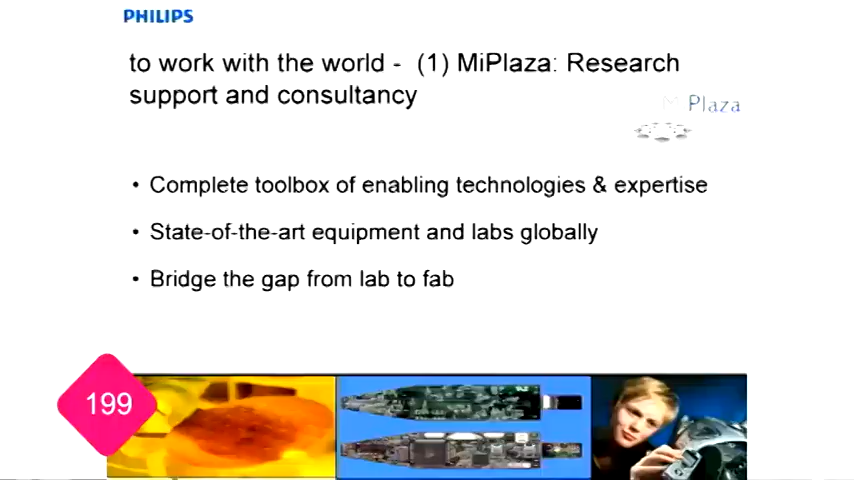 PHILIPS
to work with the world - (1) MiPlaza: Research
support and consultancy
Mi Plaza
• Complete toolbox of enabling technologies & expertise
• State-of-the-art equipment and labs globally
• Bridge the gap from lab to fab
199